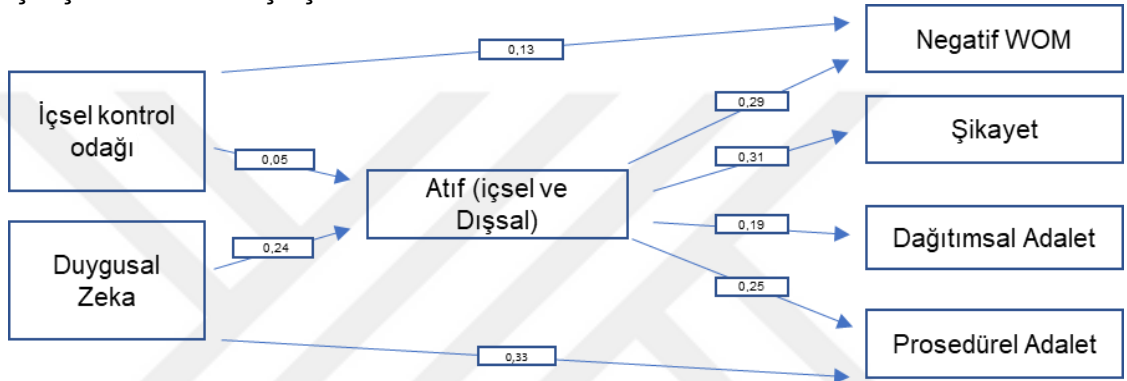 Negatif WOM
0,13
İçsel kontrol
odağı
0,29
Şikayet
0,05
0,31
Atıf (içsel ve
Dışsal)
0,19
Dağıtımsal Adalet
0,24
Duygusal
Zeka
0,25
Prosedürel Adalet
0,33